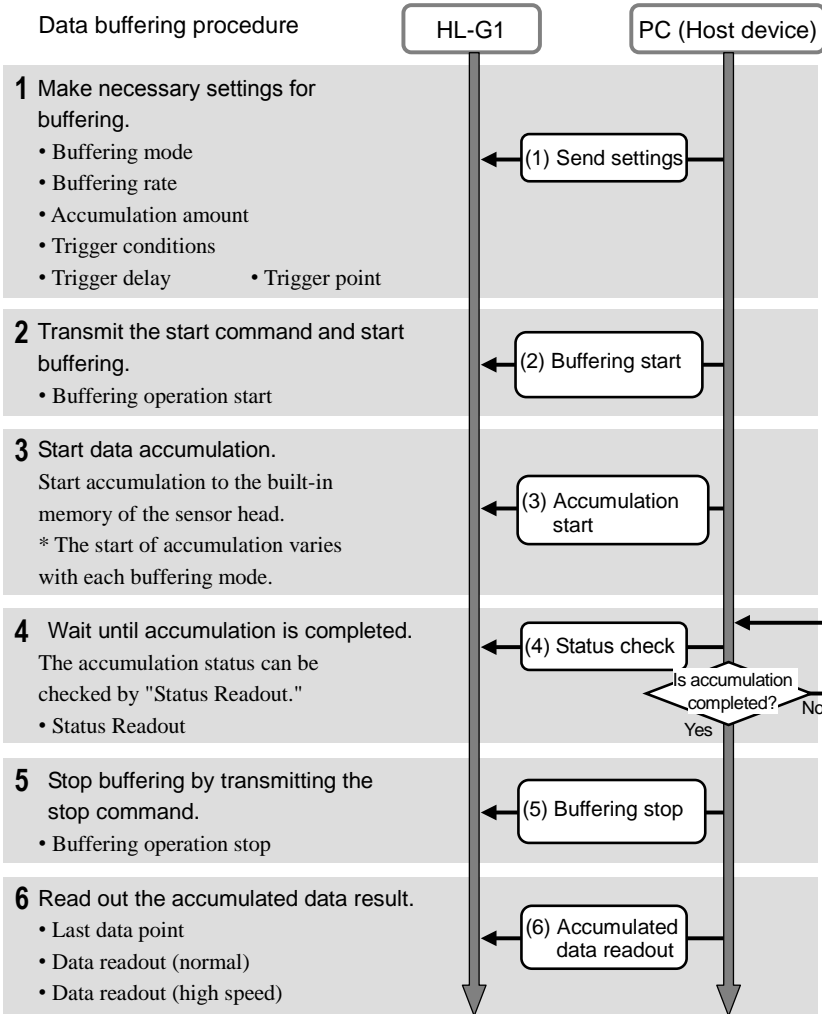 Data buffering procedure
HL-G1
PC (Host device)
1 Make necessary settings for
buffering.
• Buffering mode
• Buffering rate
• Accumulation amount
• Trigger conditions
• Trigger delay • Trigger point
(1) Send settings
2 Transmit the start command and start
buffering.
• Buffering operation start
(2) Buffering start
3 Start data accumulation.
Start accumulation to the built-in
memory of the sensor head.
* The start of accumulation varies
with each buffering mode.
(3) Accumulation
start
4 Wait until accumulation is completed.
The accumulation status can be
checked by "Status Readout."
• Status Readout
(4) Status check
Is accumulation
completed?
No
Yes
5 Stop buffering by transmitting the
stop command.
• Buffering operation stop
(5) Buffering stop
6 Read out the accumulated data result.
• Last data point
• Data readout (normal)
• Data readout (high speed)
(6) Accumulated
data readout